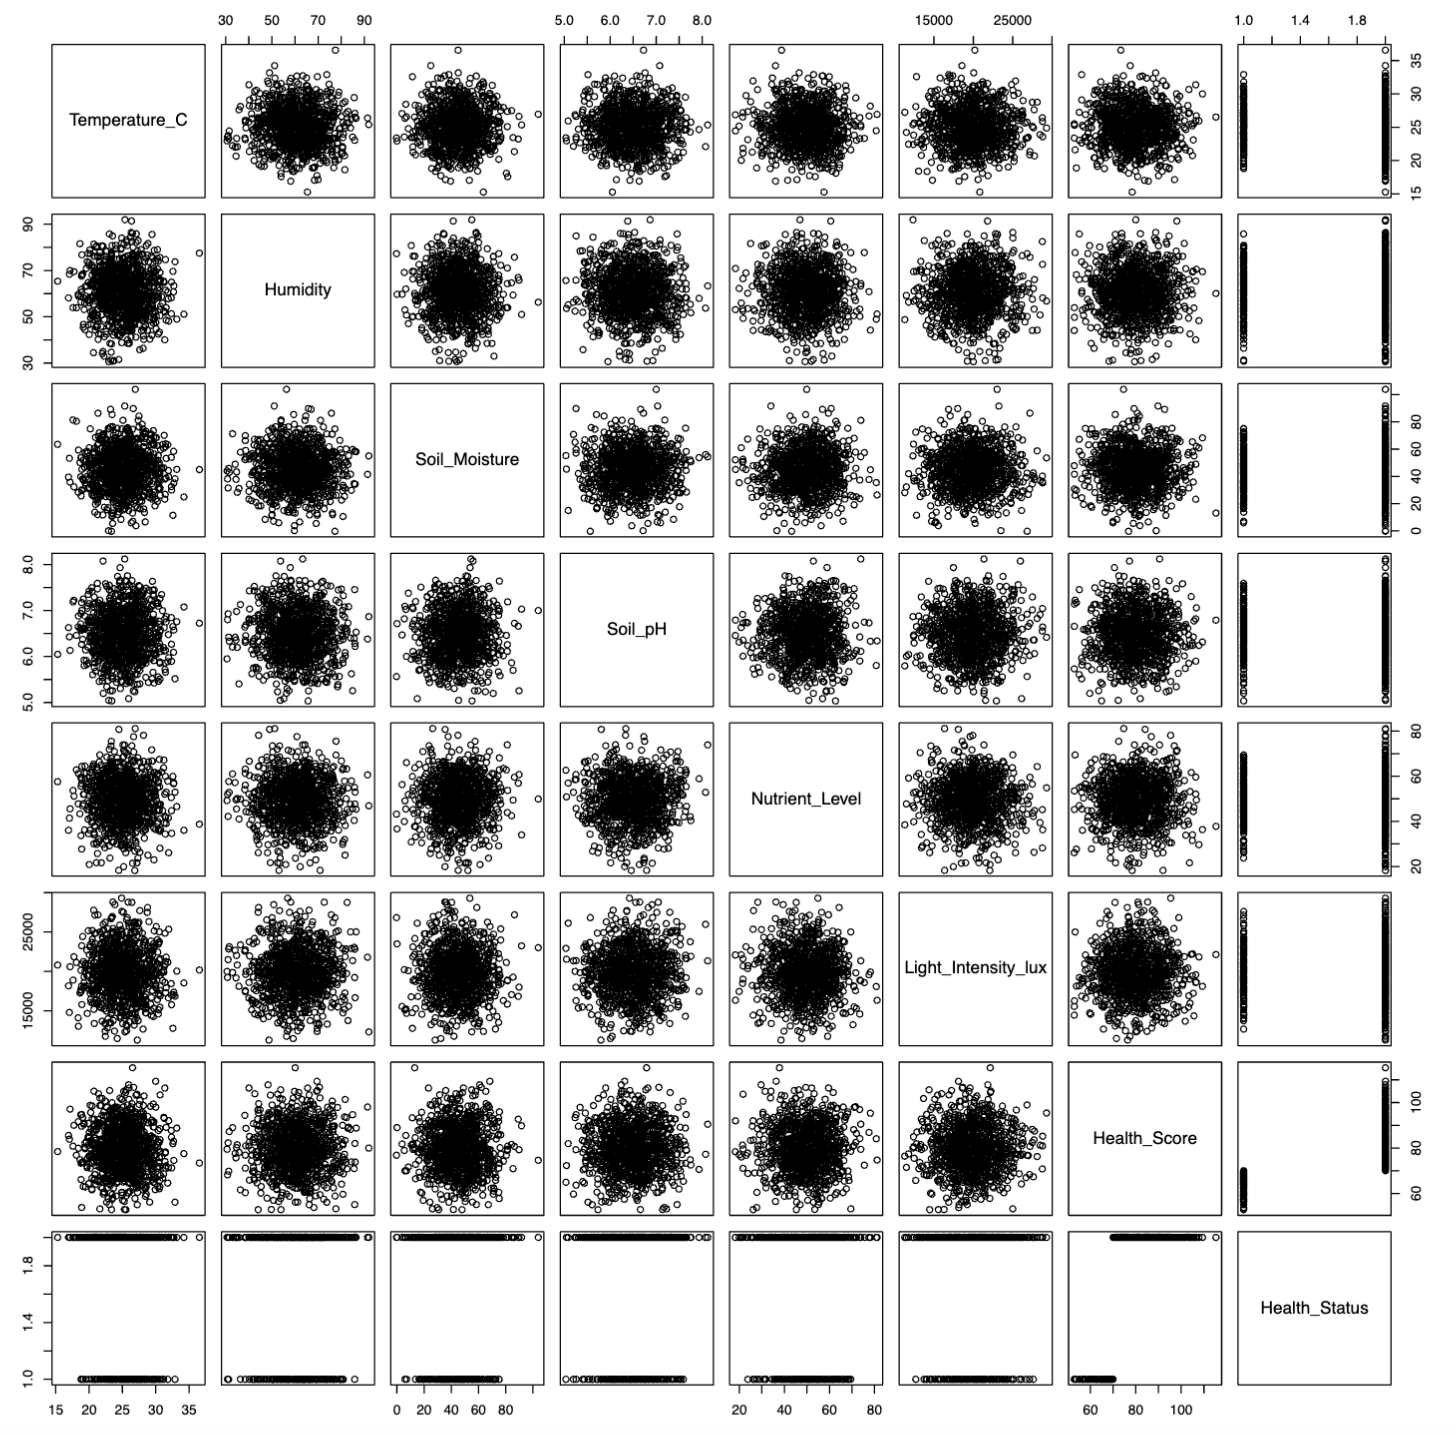 30 50 70 90 5.0 6.0 7.0 8.0 15000 25000 1.0 1.4 1.8
Temperature_C
15 20 25 30 35
30 50 70 90
Humidity
Soil_Moisture
0 20 40 60 80
5.0 6.0 7.0 8.0
Soil_pH
Nutrient_Level
20 40 60 80
15000 25000
Light_Intensity_lux
Health_Score
60 80 100
1.0 1.4 1.8
Health_Status
15 20 25 30 35 0 20 40 60 80 20 40 60 80 60 80 100